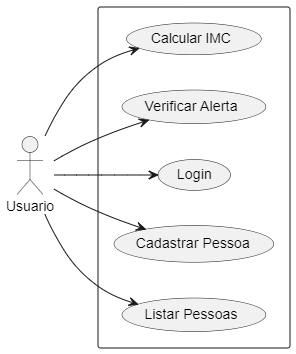 Calcular IMC
Verificar Alerta
Login
Usuario
Cadastrar Pessoa
Listar Pessoas